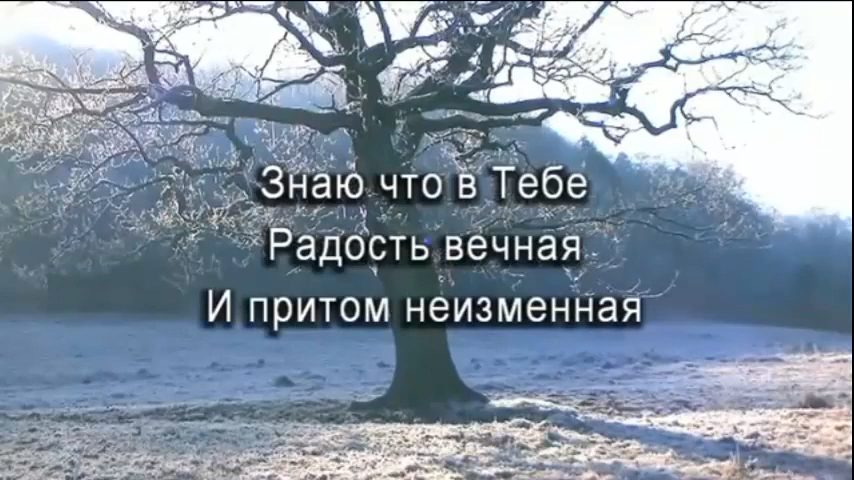 Знаю что в Тебе
Радость вечная
И притом неизменная